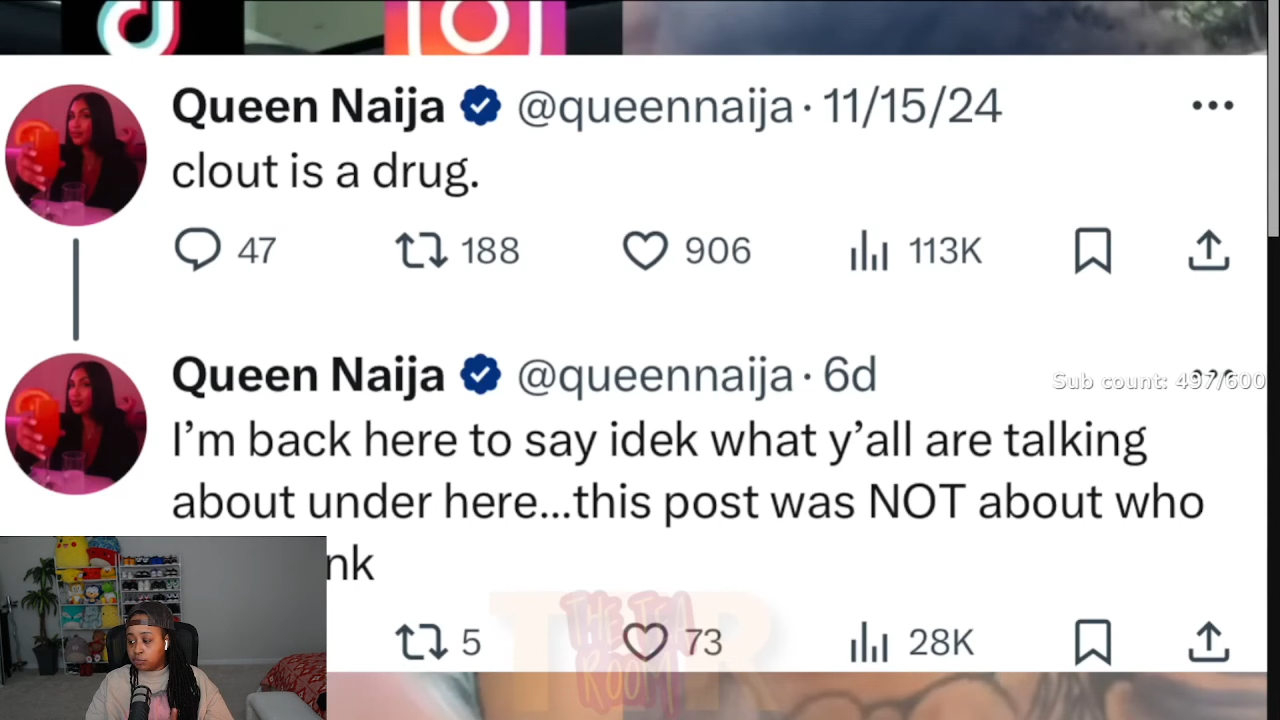 Queen Naija @queennaija · 11/15/24
clout is a drug.
47 188 906 113K
Queen Naija @queennaija · 6d
Sub count: 497/600
I’m back here to say idek what y’all are talking
about under here...this post was NOT about who
nk
5 73 28K
THE TEA
ROOM